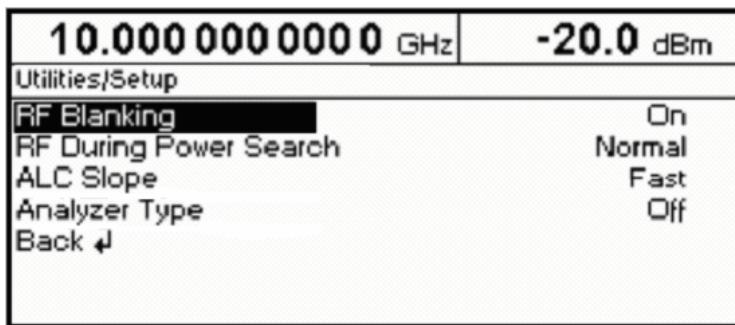 10.000 000 000 0 GHz -20.0 dBm
Utilities/Setup
RF Blanking On
RF During Power Search Normal
ALC Slope Fast
Analyzer Type Off
Back ↲